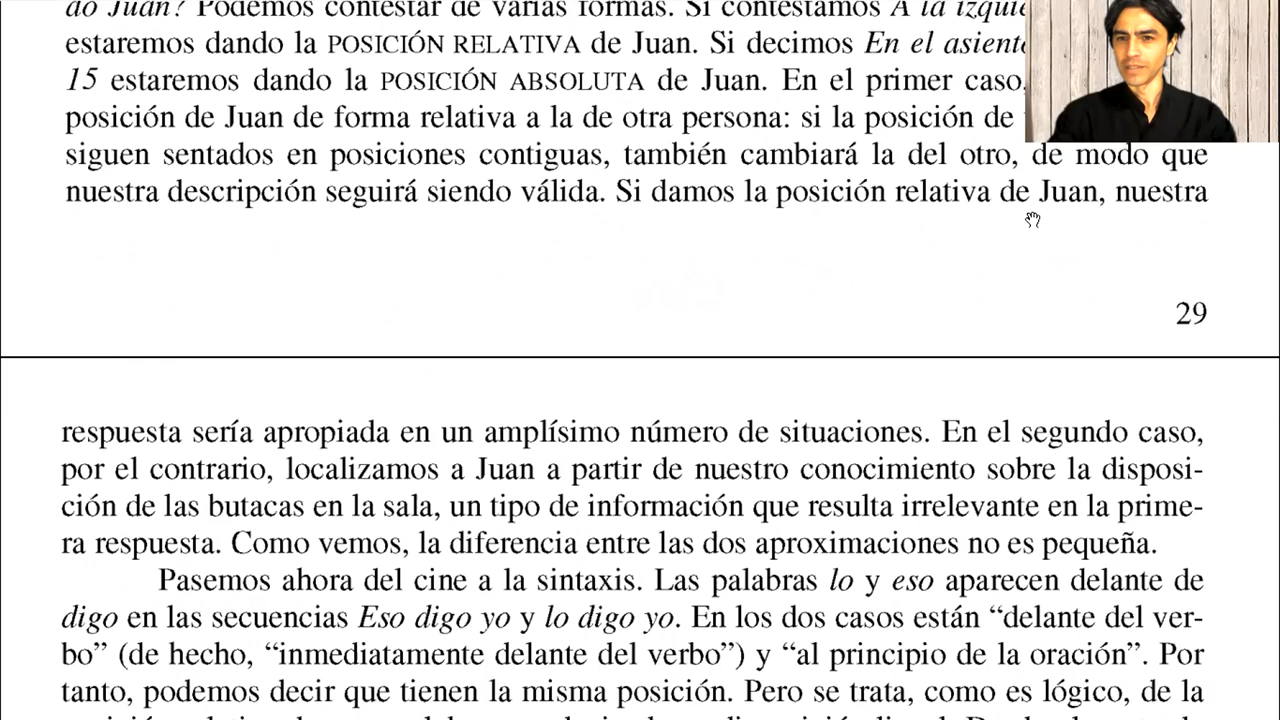 do Juan? Podemos contestar de varias formas. Si contestamos A la izquie
estaremos dando la POSICIÓN RELATIVA de Juan. Si decimos En el asiento
15 estaremos dando la POSICIÓN ABSOLUTA de Juan. En el primer caso,
posición de Juan de forma relativa a la de otra persona: si la posición de
siguen sentados en posiciones contiguas, también cambiará la del otro, de modo que
nuestra descripción seguirá siendo válida. Si damos la posición relativa de Juan, nuestra
29
respuesta sería apropiada en un amplísimo número de situaciones. En el segundo caso,
por el contrario, localizamos a Juan a partir de nuestro conocimiento sobre la disposi-
ción de las butacas en la sala, un tipo de información que resulta irrelevante en la prime-
ra respuesta. Como vemos, la diferencia entre las dos aproximaciones no es pequeña.
Pasemos ahora del cine a la sintaxis. Las palabras lo y eso aparecen delante de
digo en las secuencias Eso digo yo y lo digo yo. En los dos casos están “delante del ver-
bo” (de hecho, “inmediatamente delante del verbo”) y “al principio de la oración”. Por
tanto, podemos decir que tienen la misma posición. Pero se trata, como es lógico, de la